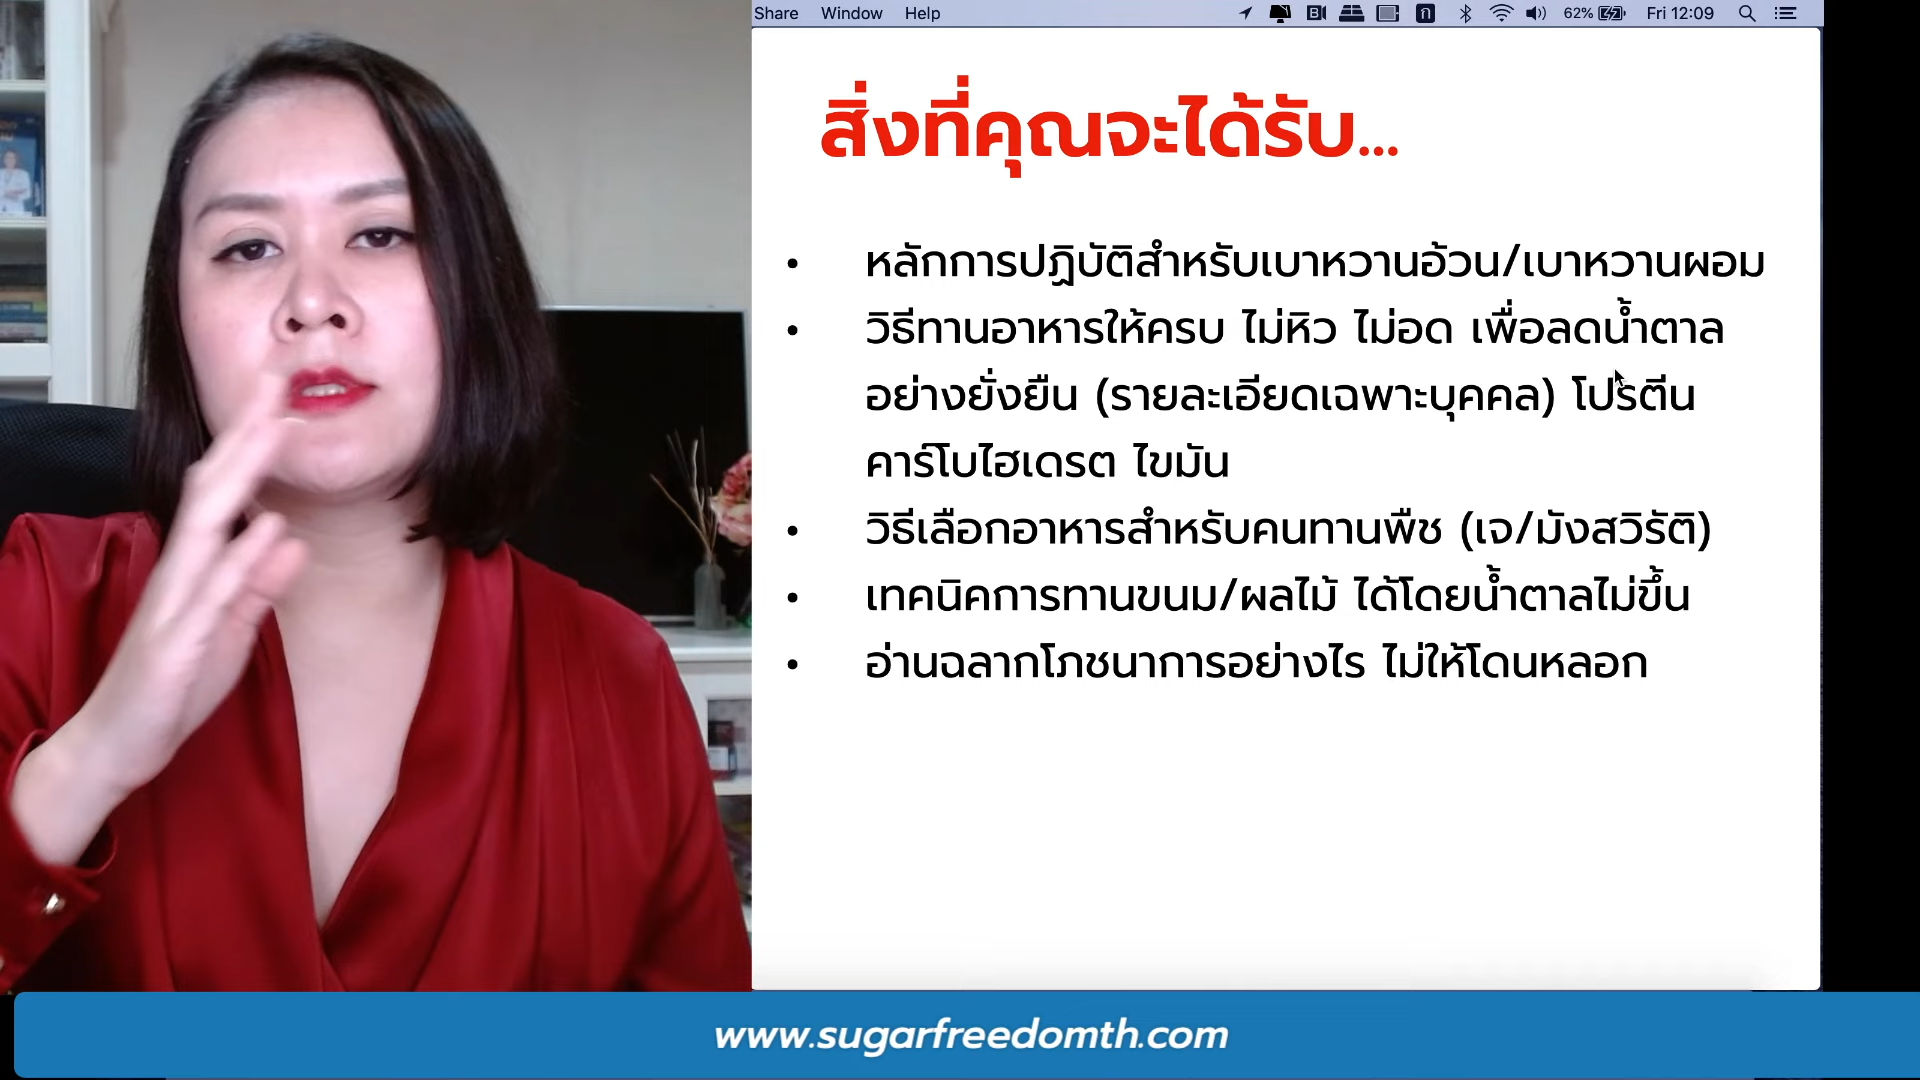 Share Window Help
62% Fri 12:09
สิ่งที่คุณจะได้รับ...
• หลักการปฏิบัติสำหรับเบาหวานอ้วน/เบาหวานผอม
• วิธีทานอาหารให้ครบ ไม่หิว ไม่อด เพื่อลดน้ำตาล
อย่างยั่งยืน (รายละเอียดเฉพาะบุคคล) โปรตีน
คาร์โบไฮเดรต ไขมัน
• วิธีเลือกอาหารสำหรับคนทานพืช (เจ/มังสวิรัติ)
• เทคนิคการทานขนม/ผลไม้ ได้โดยน้ำตาลไม่ขึ้น
• อ่านฉลากโภชนาการอย่างไร ไม่ให้โดนหลอก
www.sugarfreedomth.com